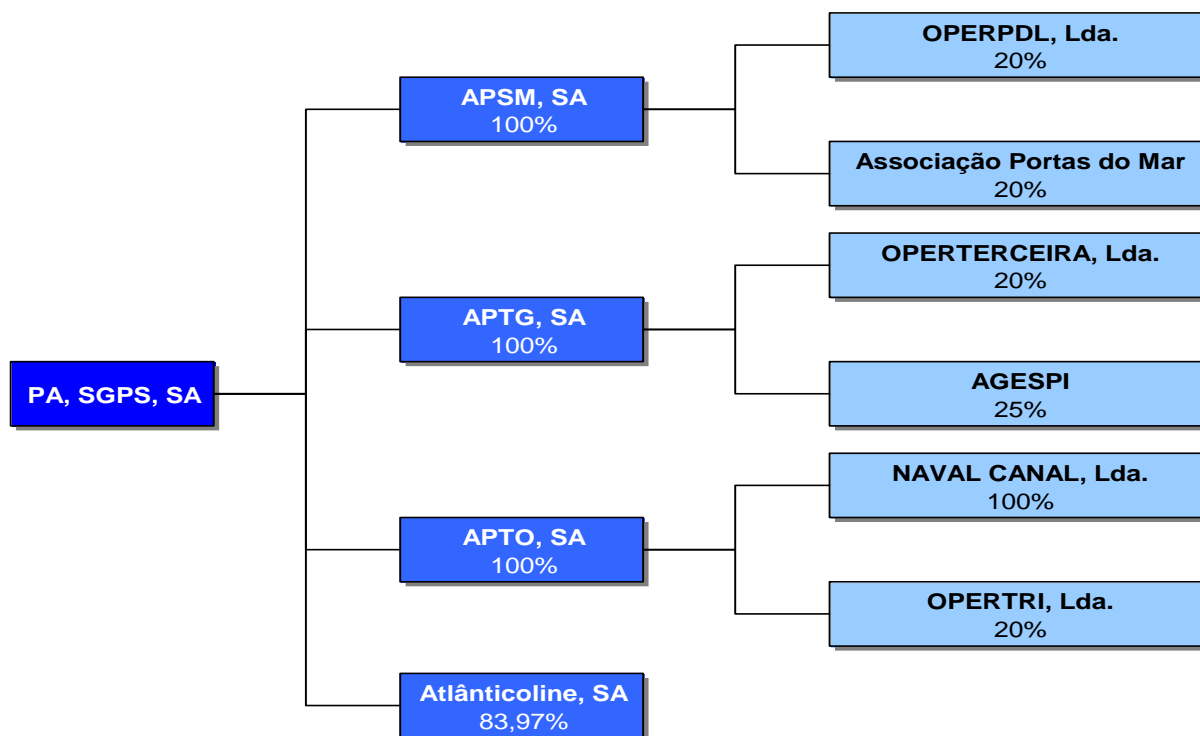 OPERPDL, Lda.
20%
APSM, SA
100%
Associação Portas do Mar
20%
OPERTERCEIRA, Lda.
20%
APTG, SA
100%
PA, SGPS, SA
AGESPI
25%
NAVAL CANAL, Lda.
100%
APTO, SA
100%
OPERTRI, Lda.
20%
Atlânticoline, SA
83,97%